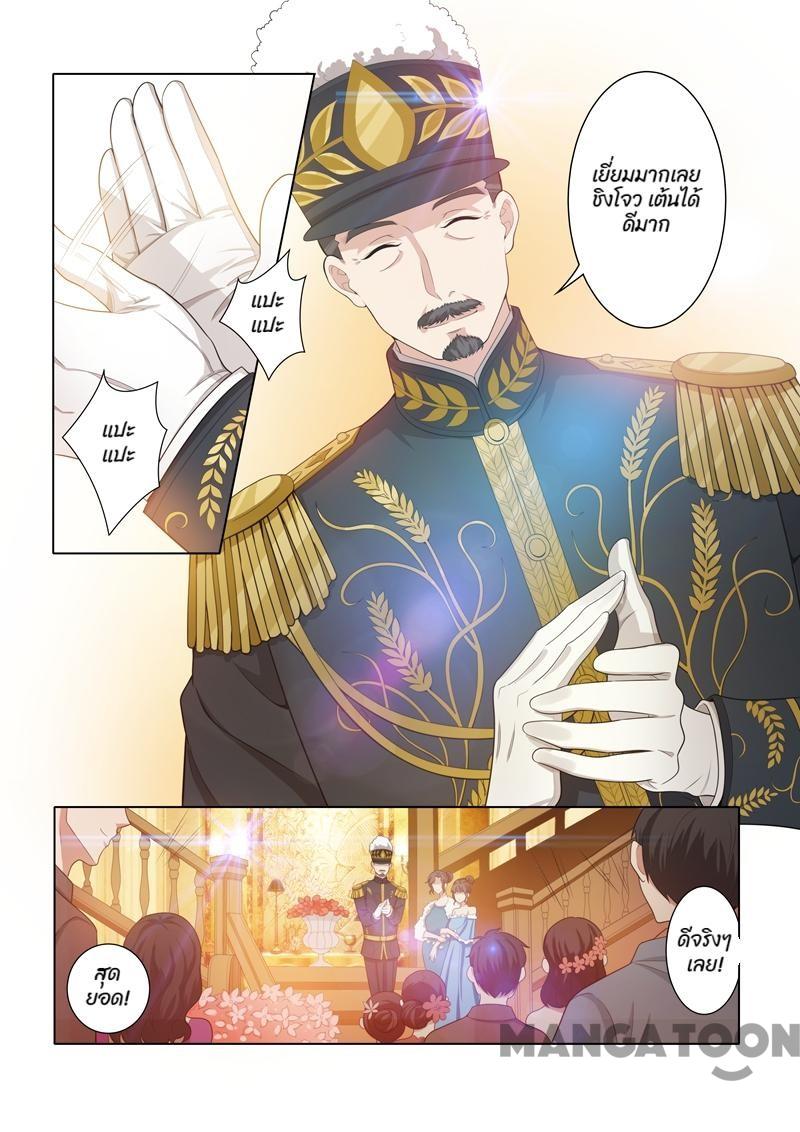 เยี่ยมมากเลย
ชิงโจว เต้นได้
ดีมาก
แปะ
แปะ
แปะ
แปะ
สุด
ยอด!
ดีจริงๆ
เลย!
MANGATOON